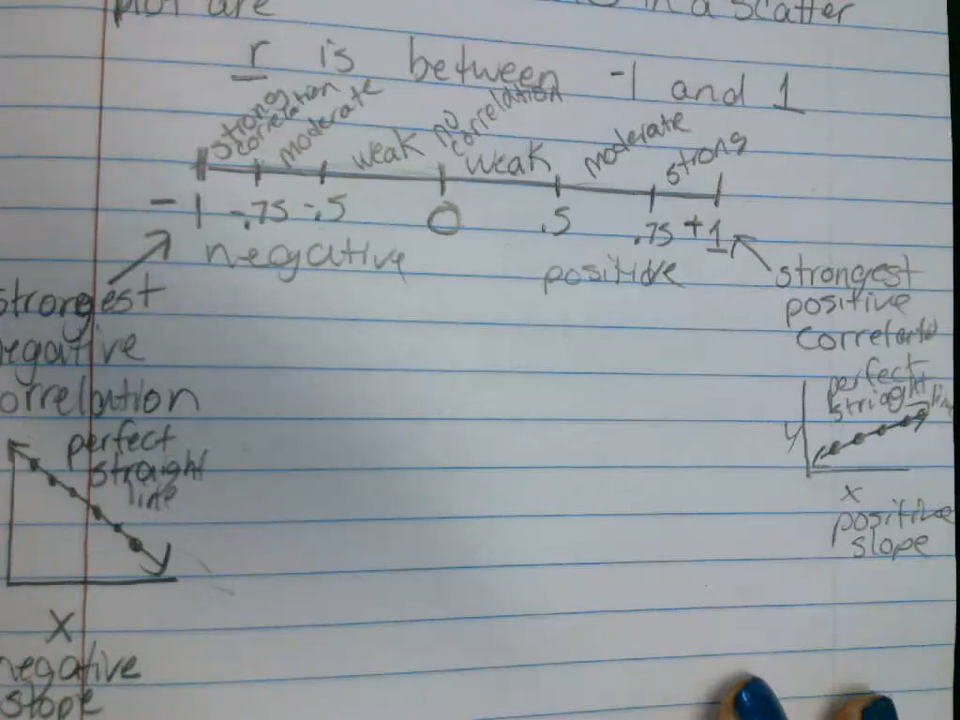 plot are in a scatter
r is between -1 and 1
strong correlation moderate weak no correlation weak moderate strong
-1 -.75 -.5 0 .5 .75 +1
negative positive
strongest
negative
correlation
strongest
positive
perfect
straight
line
X
negative
slope
perfect
striaght line
y
x
positive
slope